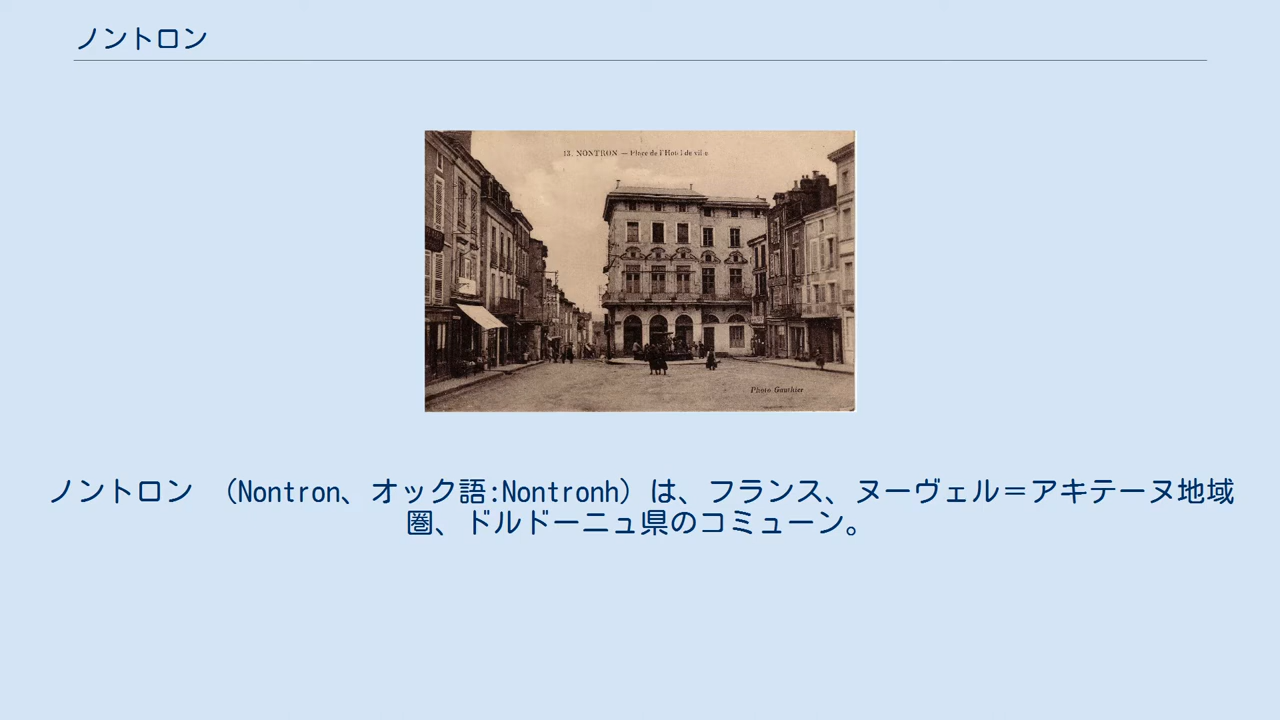 ノントロン
13. NONTRON — Place de l'Hotel de ville
Photo Gauthier
ノントロン （Nontron、オック語:Nontronh）は、フランス、ヌーヴェル＝アキテーヌ地域
圏、ドルドーニュ県のコミューン。